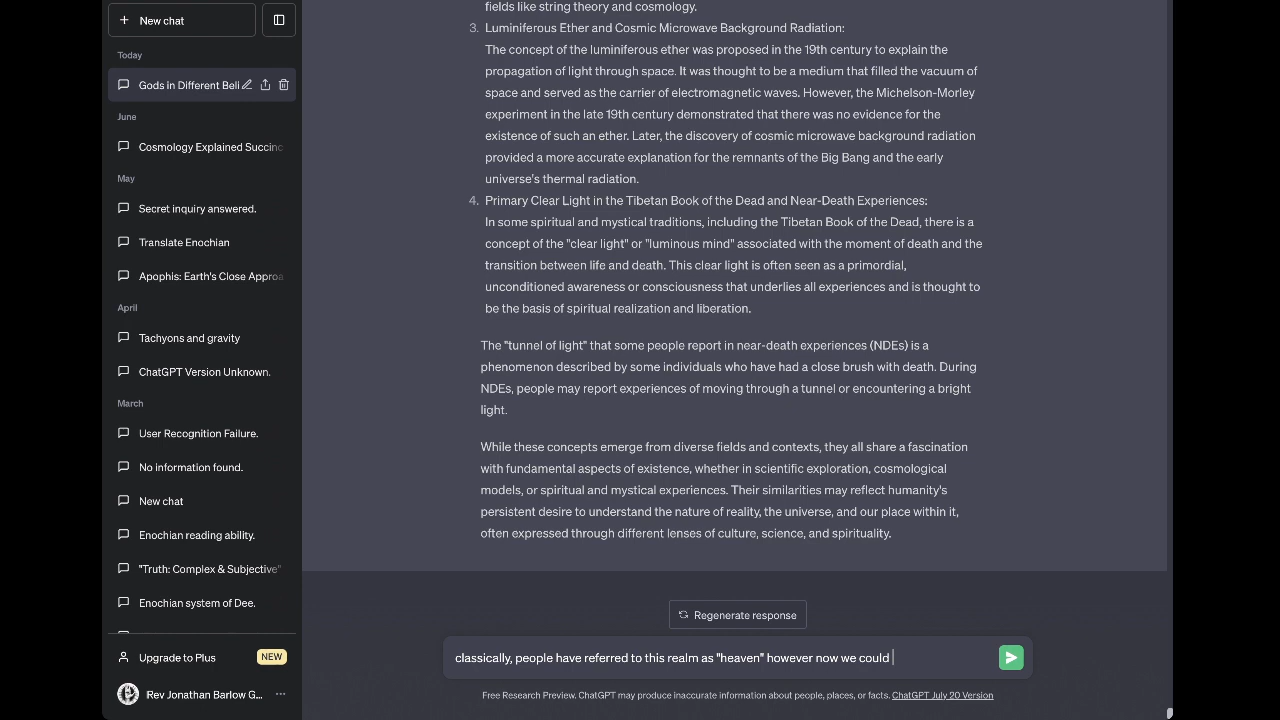 New chat
Today
Gods in Different Beli
June
Cosmology Explained Succinc
May
Secret inquiry answered.
Translate Enochian
Apophis: Earth's Close Approa
April
Tachyons and gravity
ChatGPT Version Unknown.
March
User Recognition Failure.
No information found.
New chat
Enochian reading ability.
"Truth: Complex & Subjective"
Enochian system of Dee.
Upgrade to Plus NEW
Rev Jonathan Barlow G...
fields like string theory and cosmology.
3. Luminiferous Ether and Cosmic Microwave Background Radiation:
The concept of the luminiferous ether was proposed in the 19th century to explain the
propagation of light through space. It was thought to be a medium that filled the vacuum of
space and served as the carrier of electromagnetic waves. However, the Michelson-Morley
experiment in the late 19th century demonstrated that there was no evidence for the
existence of such an ether. Later, the discovery of cosmic microwave background radiation
provided a more accurate explanation for the remnants of the Big Bang and the early
universe's thermal radiation.
4. Primary Clear Light in the Tibetan Book of the Dead and Near-Death Experiences:
In some spiritual and mystical traditions, including the Tibetan Book of the Dead, there is a
concept of the "clear light" or "luminous mind" associated with the moment of death and the
transition between life and death. This clear light is often seen as a primordial,
unconditioned awareness or consciousness that underlies all experiences and is thought to
be the basis of spiritual realization and liberation.
The "tunnel of light" that some people report in near-death experiences (NDEs) is a
phenomenon described by some individuals who have had a close brush with death. During
NDEs, people may report experiences of moving through a tunnel or encountering a bright
light.
While these concepts emerge from diverse fields and contexts, they all share a fascination
with fundamental aspects of existence, whether in scientific exploration, cosmological
models, or spiritual and mystical experiences. Their similarities may reflect humanity's
persistent desire to understand the nature of reality, the universe, and our place within it,
often expressed through different lenses of culture, science, and spirituality.
Regenerate response
classically, people have referred to this realm as "heaven" however now we could
Free Research Preview. ChatGPT may produce inaccurate information about people, places, or facts. ChatGPT July 20 Version